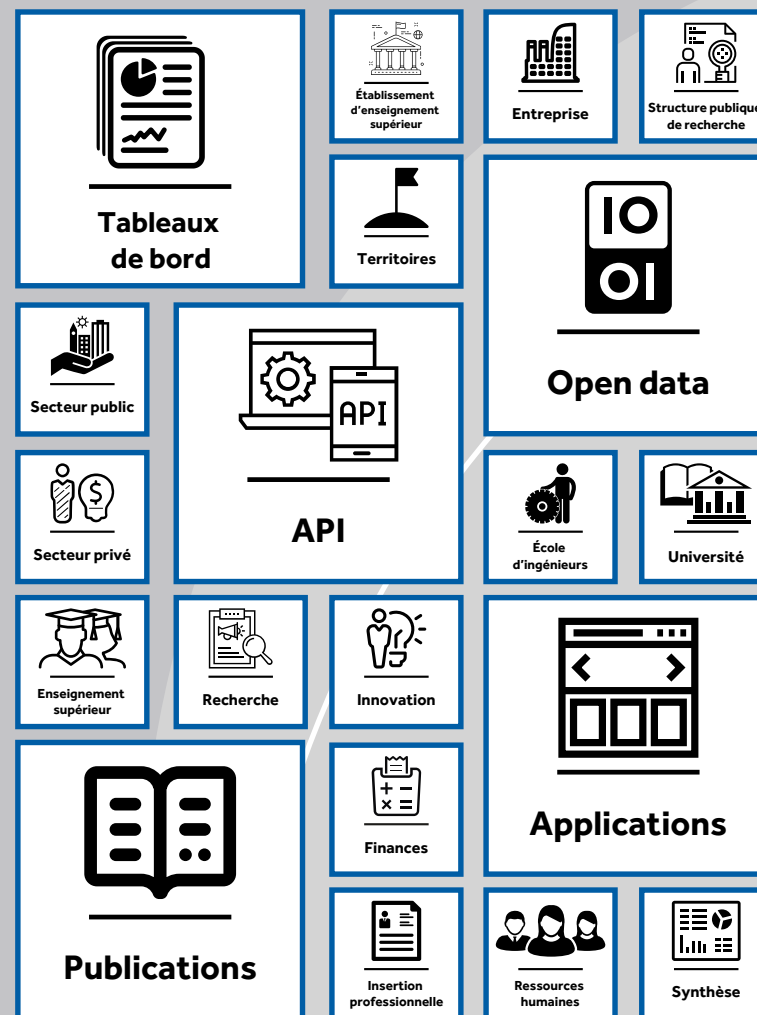 Tableaux
de bord
Établissement
d'enseignement
supérieur
Entreprise
Structure publique
de recherche
Territoires
IO
OI
Open data
Secteur public
API
API
Secteur privé
$
École
d'ingénieurs
Université
Enseignement
supérieur
Recherche
Innovation
Applications
Publications
+ −
× =
Finances
Insertion
professionnelle
Ressources
humaines
Synthèse